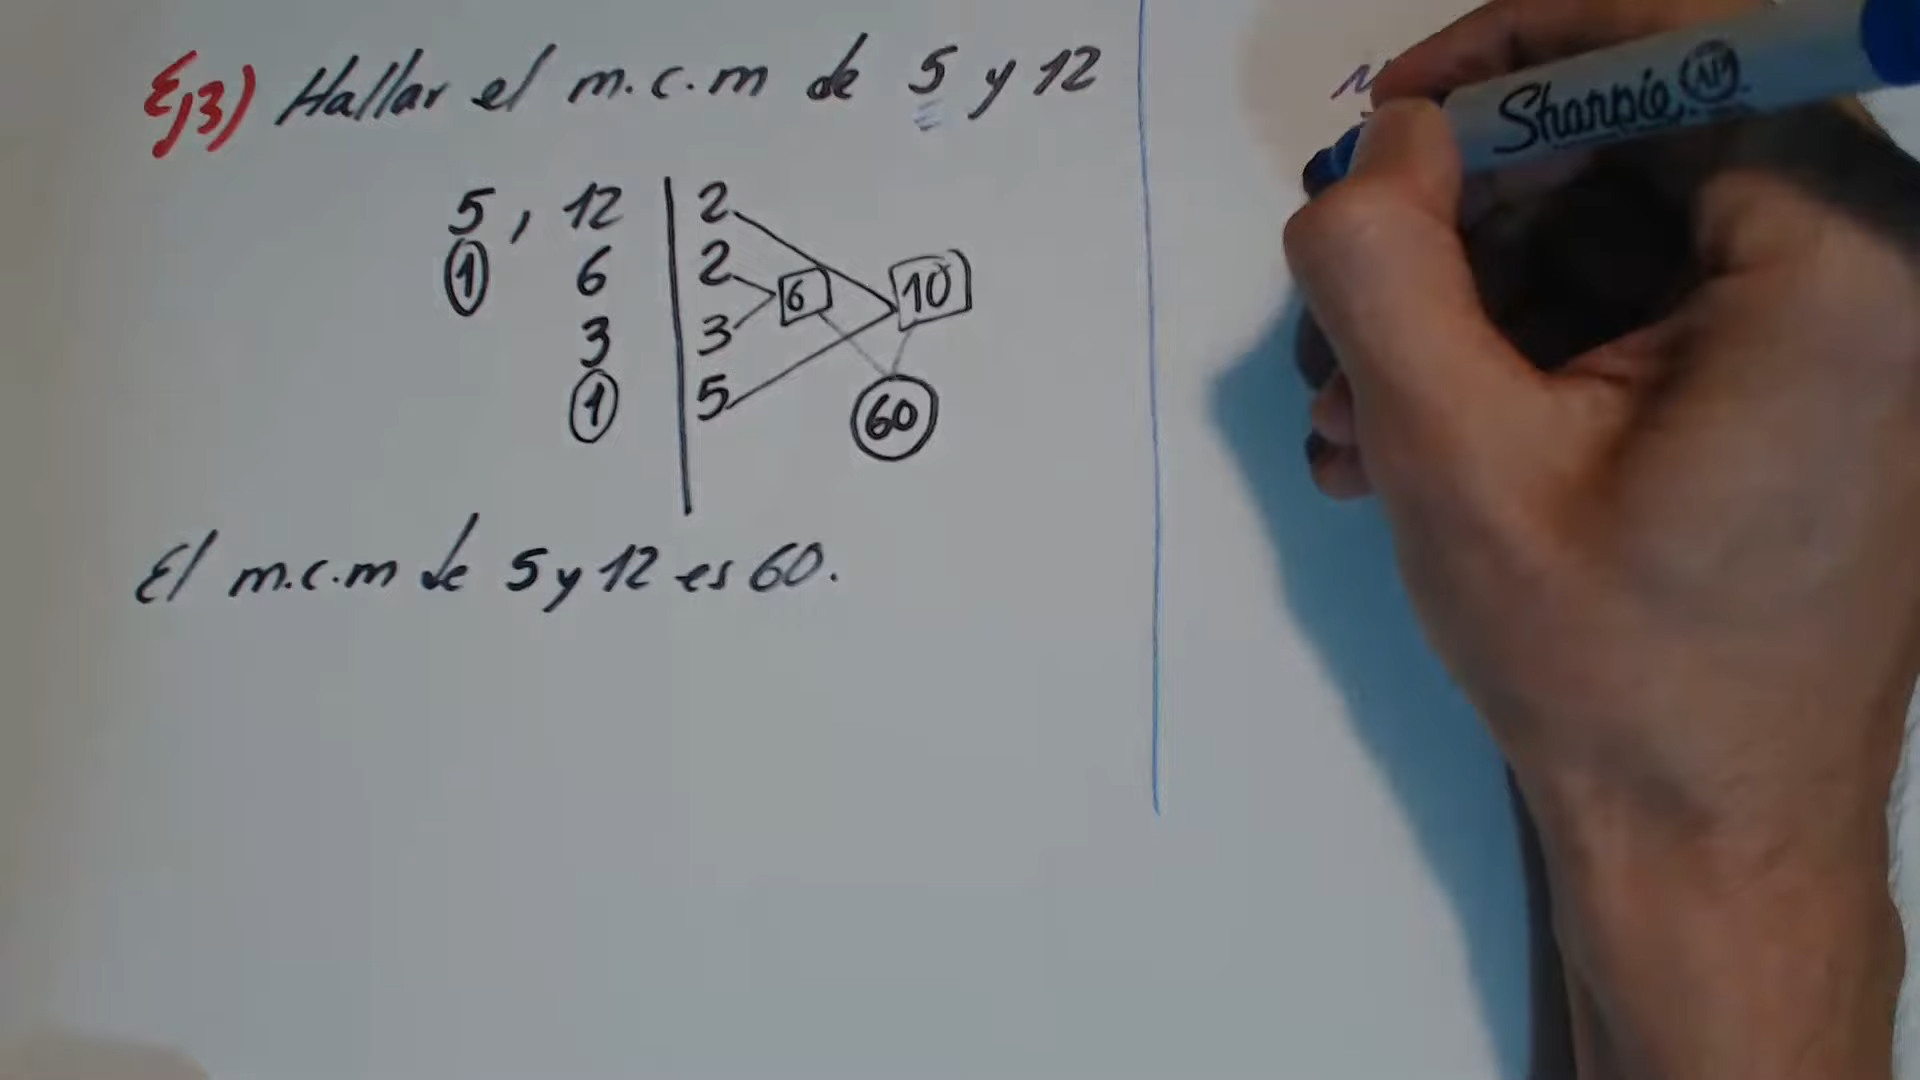 Ej3) Hallar el m.c.m de 5 y 12
5, 12 | 2
1 6 2 6 10
3 3
1 5 60
El m.c.m de 5 y 12 es 60.
Sharpie AP